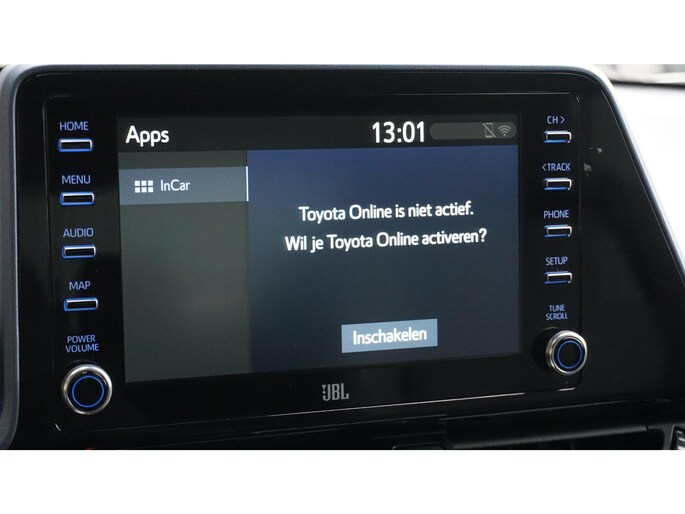 HOME
MENU
AUDIO
MAP
POWER
VOLUME
Apps
13:01
InCar
Toyota Online is niet actief.
Wil je Toyota Online activeren?
Inschakelen
JBL
CH >
< TRACK
PHONE
SETUP
TUNE
SCROLL